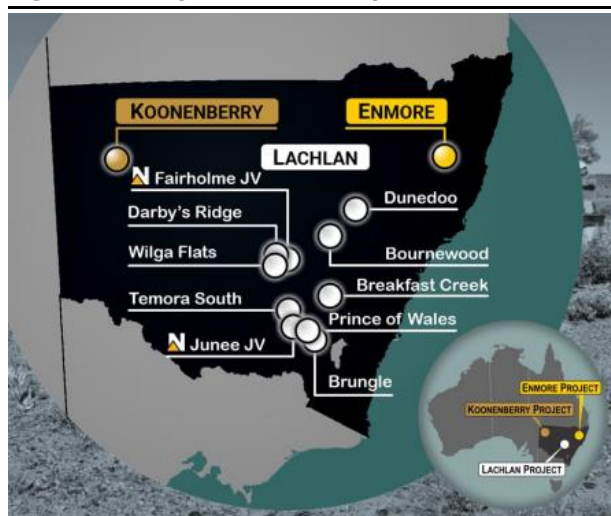 KOONENBERRY
ENMORE
LACHLAN
N Fairholme JV
Dunedoo
Darby's Ridge
Wilga Flats
Bournewood
Breakfast Creek
Temora South
Prince of Wales
N Junee JV
Brungle
ENMORE PROJECT
KOONENBERRY PROJECT
LACHLAN PROJECT